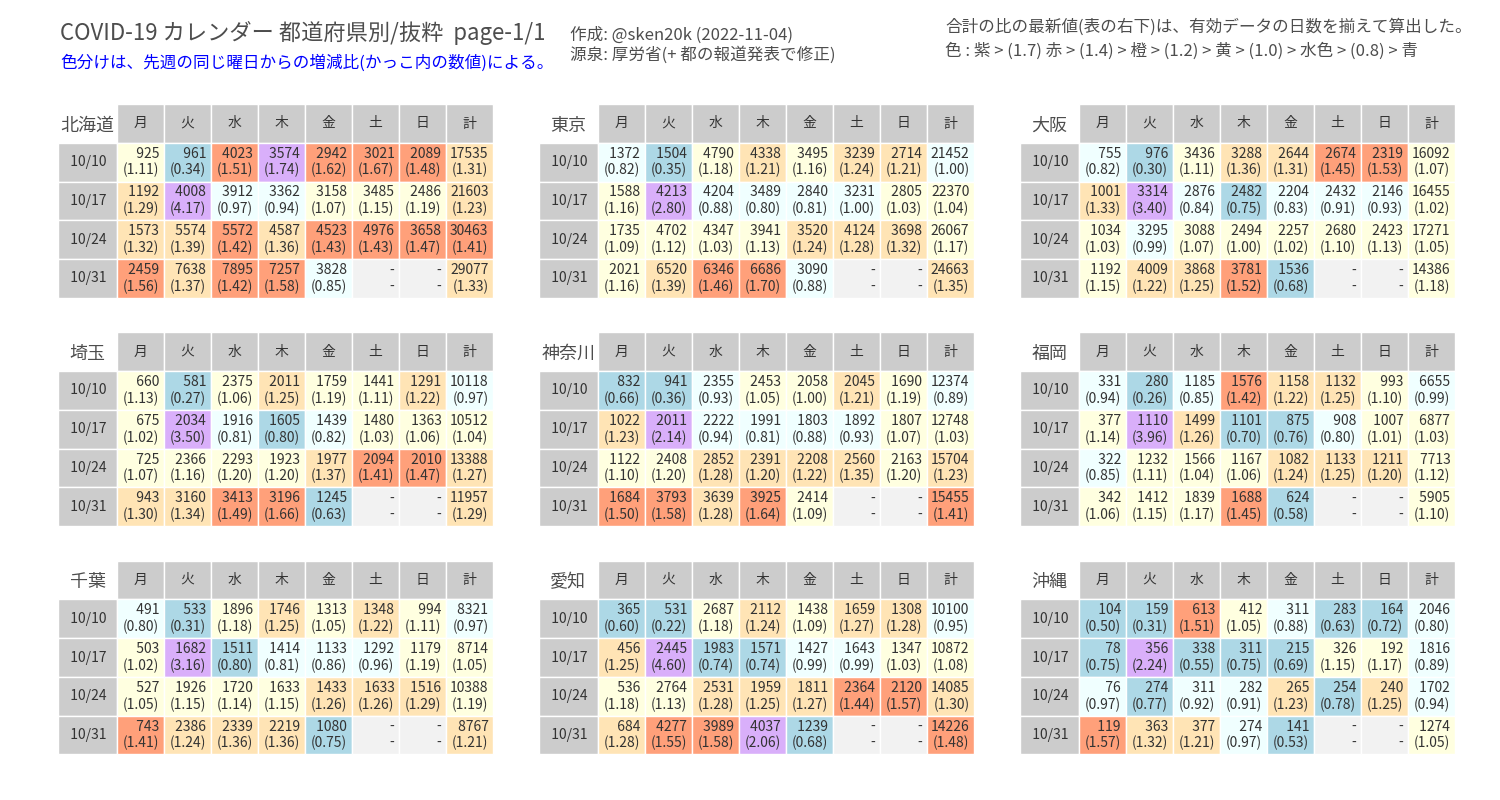 COVID-19 カレンダー 都道府県別/抜粋 page-1/1
色分けは、先週の同じ曜日からの増減比(かっこ内の数値)による。
作成: @sken20k (2022-11-04)
源泉: 厚労省(+ 都の報道発表で修正)
合計の比の最新値(表の右下)は、有効データの日数を揃えて算出した。
色 : 紫 > (1.7) 赤 > (1.4) > 橙 > (1.2) > 黄 > (1.0) > 水色 > (0.8) > 青
北海道 月 火 水 木 金 土 日 計
10/10 925 961 4023 3574 2942 3021 2089 17535
(1.11) (0.34) (1.51) (1.74) (1.62) (1.67) (1.48) (1.31)
10/17 1192 4008 3912 3362 3158 3485 2486 21603
(1.29) (4.17) (0.97) (0.94) (1.07) (1.15) (1.19) (1.23)
10/24 1573 5574 5572 4587 4523 4976 3658 30463
(1.32) (1.39) (1.42) (1.36) (1.43) (1.43) (1.47) (1.41)
10/31 2459 7638 7895 7257 3828 - - 29077
(1.56) (1.37) (1.42) (1.58) (0.85) - - (1.33)
東京 月 火 水 木 金 土 日 計
10/10 1372 1504 4790 4338 3495 3239 2714 21452
(0.82) (0.35) (1.18) (1.21) (1.16) (1.24) (1.21) (1.00)
10/17 1588 4213 4204 3489 2840 3231 2805 22370
(1.16) (2.80) (0.88) (0.80) (0.81) (1.00) (1.03) (1.04)
10/24 1735 4702 4347 3941 3520 4124 3698 26067
(1.09) (1.12) (1.03) (1.13) (1.24) (1.28) (1.32) (1.17)
10/31 2021 6520 6346 6686 3090 - - 24663
(1.16) (1.39) (1.46) (1.70) (0.88) - - (1.35)
大阪 月 火 水 木 金 土 日 計
10/10 755 976 3436 3288 2644 2674 2319 16092
(0.82) (0.30) (1.11) (1.36) (1.31) (1.45) (1.53) (1.07)
10/17 1001 3314 2876 2482 2204 2432 2146 16455
(1.33) (3.40) (0.84) (0.75) (0.83) (0.91) (0.93) (1.02)
10/24 1034 3295 3088 2494 2257 2680 2423 17271
(1.03) (0.99) (1.07) (1.00) (1.02) (1.10) (1.13) (1.05)
10/31 1192 4009 3868 3781 1536 - - 14386
(1.15) (1.22) (1.25) (1.52) (0.68) - - (1.18)
埼玉 月 火 水 木 金 土 日 計
10/10 660 581 2375 2011 1759 1441 1291 10118
(1.13) (0.27) (1.06) (1.25) (1.19) (1.11) (1.22) (0.97)
10/17 675 2034 1916 1605 1439 1480 1363 10512
(1.02) (3.50) (0.81) (0.80) (0.82) (1.03) (1.06) (1.04)
10/24 725 2366 2293 1923 1977 2094 2010 13388
(1.07) (1.16) (1.20) (1.20) (1.37) (1.41) (1.47) (1.27)
10/31 943 3160 3413 3196 1245 - - 11957
(1.30) (1.34) (1.49) (1.66) (0.63) - - (1.29)
神奈川 月 火 水 木 金 土 日 計
10/10 832 941 2355 2453 2058 2045 1690 12374
(0.66) (0.36) (0.93) (1.05) (1.00) (1.21) (1.19) (0.89)
10/17 1022 2011 2222 1991 1803 1892 1807 12748
(1.23) (2.14) (0.94) (0.81) (0.88) (0.93) (1.07) (1.03)
10/24 1122 2408 2852 2391 2208 2560 2163 15704
(1.10) (1.20) (1.28) (1.20) (1.22) (1.35) (1.20) (1.23)
10/31 1684 3793 3639 3925 2414 - - 15455
(1.50) (1.58) (1.28) (1.64) (1.09) - - (1.41)
福岡 月 火 水 木 金 土 日 計
10/10 331 280 1185 1576 1158 1132 993 6655
(0.94) (0.26) (0.85) (1.42) (1.22) (1.25) (1.10) (0.99)
10/17 377 1110 1499 1101 875 908 1007 6877
(1.14) (3.96) (1.26) (0.70) (0.76) (0.80) (1.01) (1.03)
10/24 322 1232 1566 1167 1082 1133 1211 7713
(0.85) (1.11) (1.04) (1.06) (1.24) (1.25) (1.20) (1.12)
10/31 342 1412 1839 1688 624 - - 5905
(1.06) (1.15) (1.17) (1.45) (0.58) - - (1.10)
千葉 月 火 水 木 金 土 日 計
10/10 491 533 1896 1746 1313 1348 994 8321
(0.80) (0.31) (1.18) (1.25) (1.05) (1.22) (1.11) (0.97)
10/17 503 1682 1511 1414 1133 1292 1179 8714
(1.02) (3.16) (0.80) (0.81) (0.86) (0.96) (1.19) (1.05)
10/24 527 1926 1720 1633 1433 1633 1516 10388
(1.05) (1.15) (1.14) (1.15) (1.26) (1.26) (1.29) (1.19)
10/31 743 2386 2339 2219 1080 - - 8767
(1.41) (1.24) (1.36) (1.36) (0.75) - - (1.21)
愛知 月 火 水 木 金 土 日 計
10/10 365 531 2687 2112 1438 1659 1308 10100
(0.60) (0.22) (1.18) (1.24) (1.09) (1.27) (1.28) (0.95)
10/17 456 2445 1983 1571 1427 1643 1347 10872
(1.25) (4.60) (0.74) (0.74) (0.99) (0.99) (1.03) (1.08)
10/24 536 2764 2531 1959 1811 2364 2120 14085
(1.18) (1.13) (1.28) (1.25) (1.27) (1.44) (1.57) (1.30)
10/31 684 4277 3989 4037 1239 - - 14226
(1.28) (1.55) (1.58) (2.06) (0.68) - - (1.48)
沖縄 月 火 水 木 金 土 日 計
10/10 104 159 613 412 311 283 164 2046
(0.50) (0.31) (1.51) (1.05) (0.88) (0.63) (0.72) (0.80)
10/17 78 356 338 311 215 326 192 1816
(0.75) (2.24) (0.55) (0.75) (0.69) (1.15) (1.17) (0.89)
10/24 76 274 311 282 265 254 240 1702
(0.97) (0.77) (0.92) (0.91) (1.23) (0.78) (1.25) (0.94)
10/31 119 363 377 274 141 - - 1274
(1.57) (1.32) (1.21) (0.97) (0.53) - - (1.05)